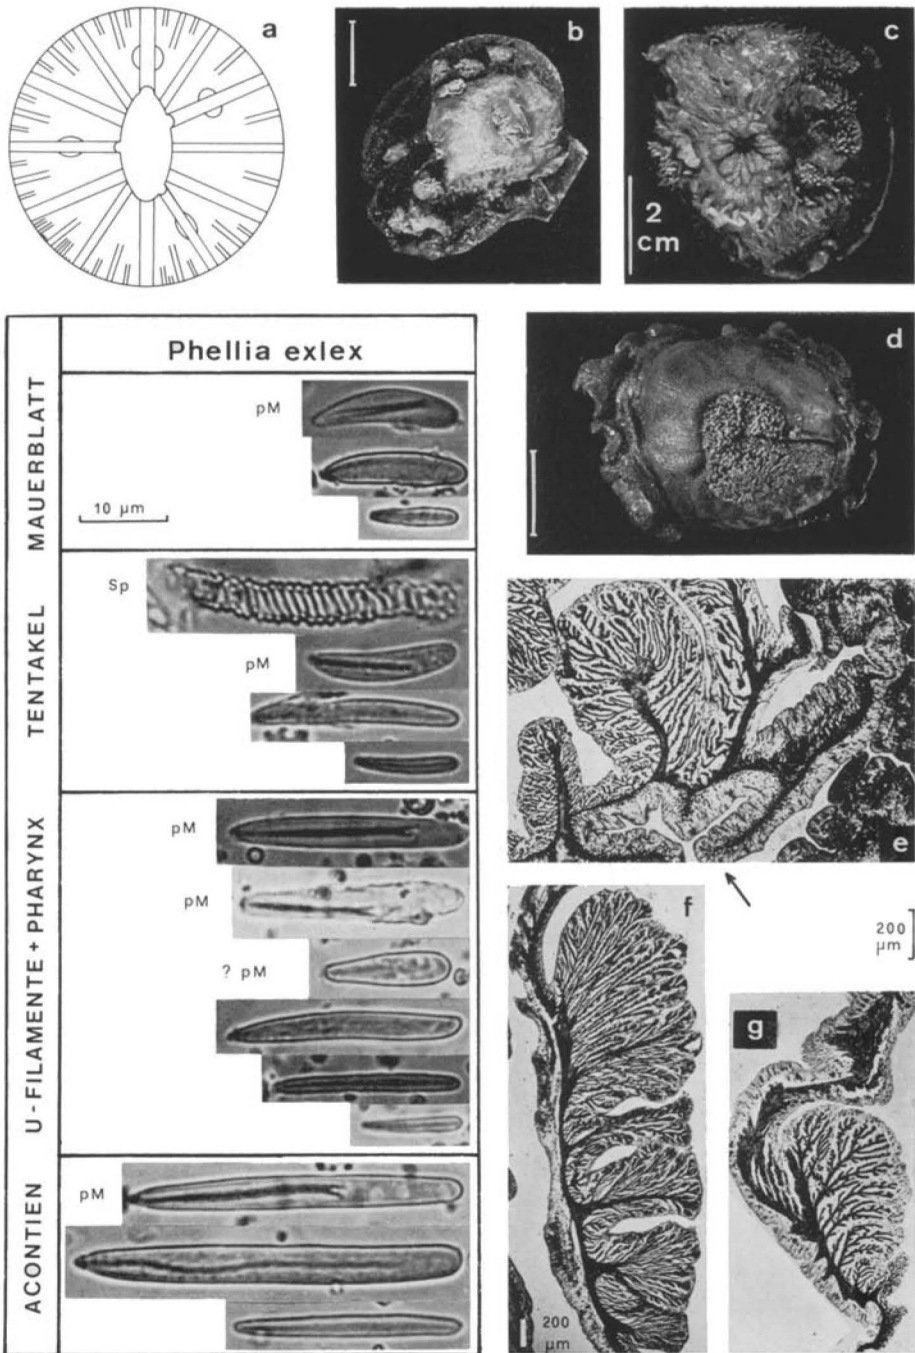 a
b
c
2
cm
Phellia exlex
MAUERBLATT
pM
10 µm
TENTAKEL
Sp
pM
U-FILAMENTE + PHARYNX
pM
pM
? pM
ACONTIEN
pM
d
e
f
200
µm
200
µm
g